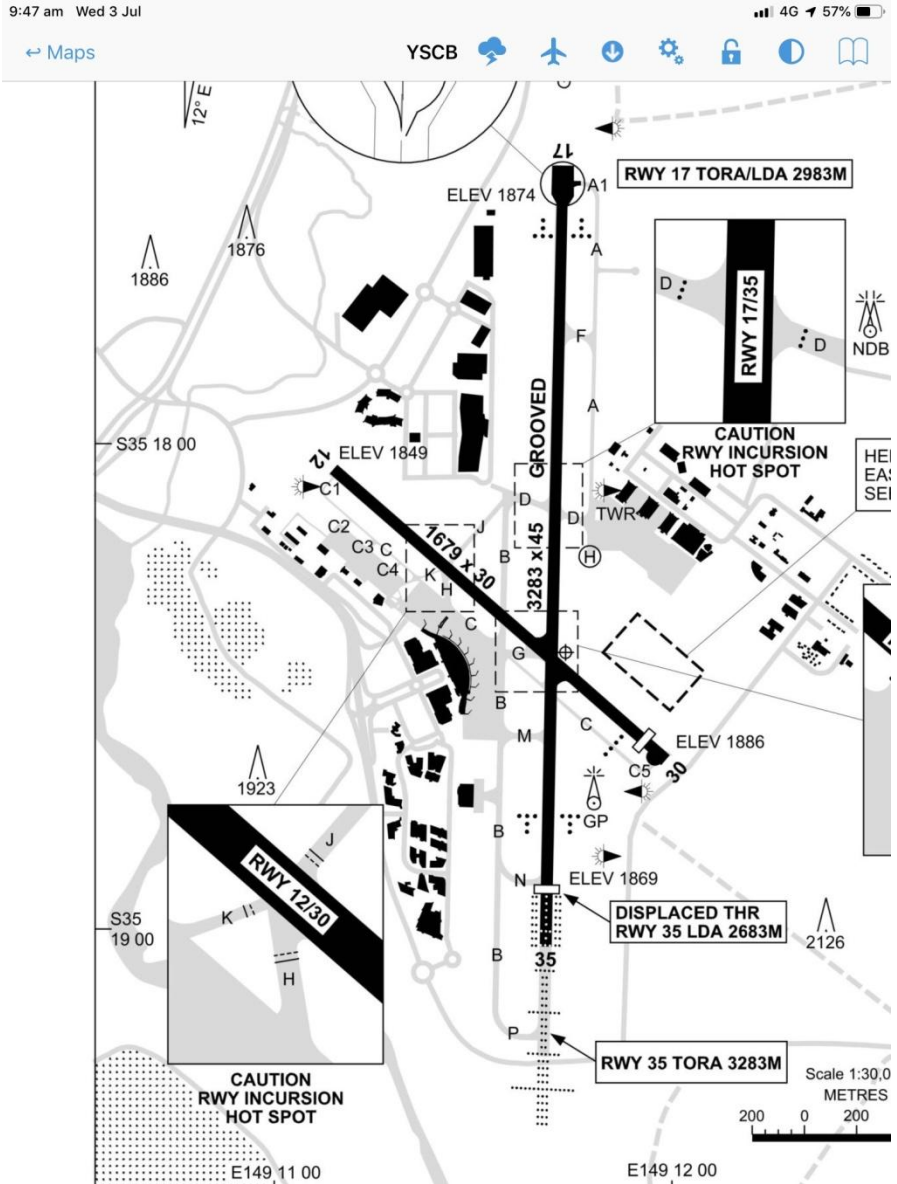 9:47 am Wed 3 Jul
4G 57%
Maps
YSCB
12° E
17
RWY 17 TORA/LDA 2983M
A1
ELEV 1874
1876
1886
A
D
RWY 17/35
D
NDB
F
GROOVED
A
CAUTION
RWY INCURSION
HOT SPOT
S35 18 00
ELEV 1849
12
C1
D
D
TWR
C2
J
C3
C
1679 x 30
C4
K
H
B
3283 x 45
H
C
G
B
C
M
ELEV 1886
30
C5
1923
GP
B
J
RWY 12/30
K
H
N
ELEV 1869
DISPLACED THR
RWY 35 LDA 2683M
2126
S35
19 00
B
35
P
RWY 35 TORA 3283M
CAUTION
RWY INCURSION
HOT SPOT
Scale 1:30,0
METRES
200 0 200
E149 11 00
E149 12 00